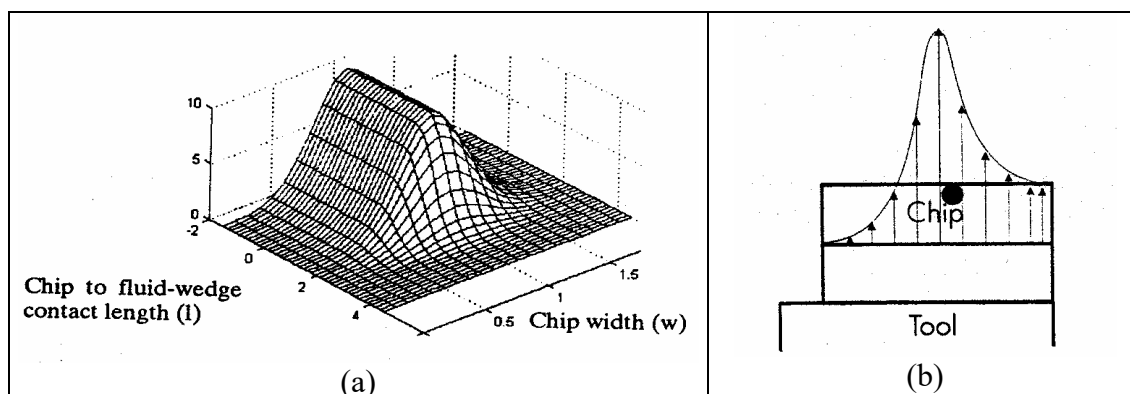 10
5
0
-2
0
2
4
0.5
1
1.5
Chip to fluid-wedge
contact length (l)
Chip width (w)
(a)
Chip
Tool
(b)